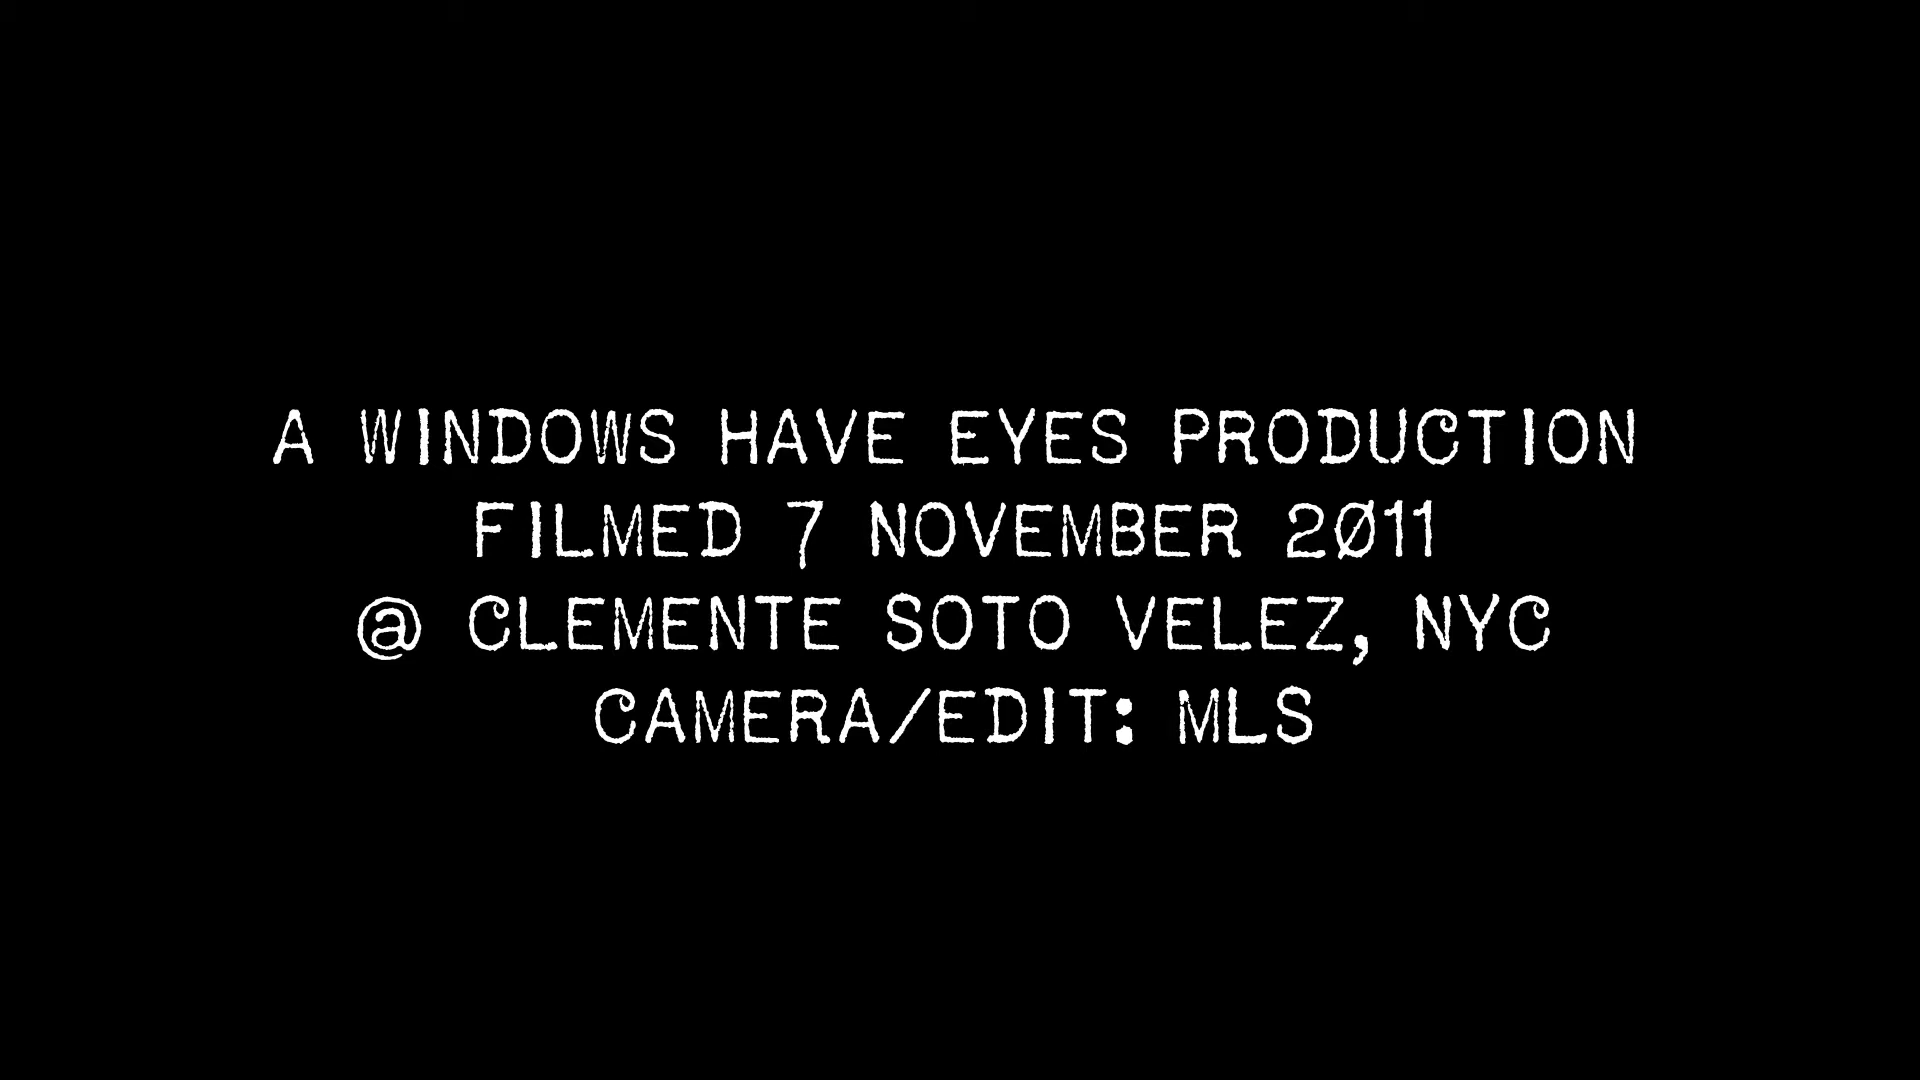 A WINDOWS HAVE EYES PRODUCTION
FILMED 7 NOVEMBER 2011
@ CLEMENTE SOTO VELEZ, NYC
CAMERA/EDIT: MLS